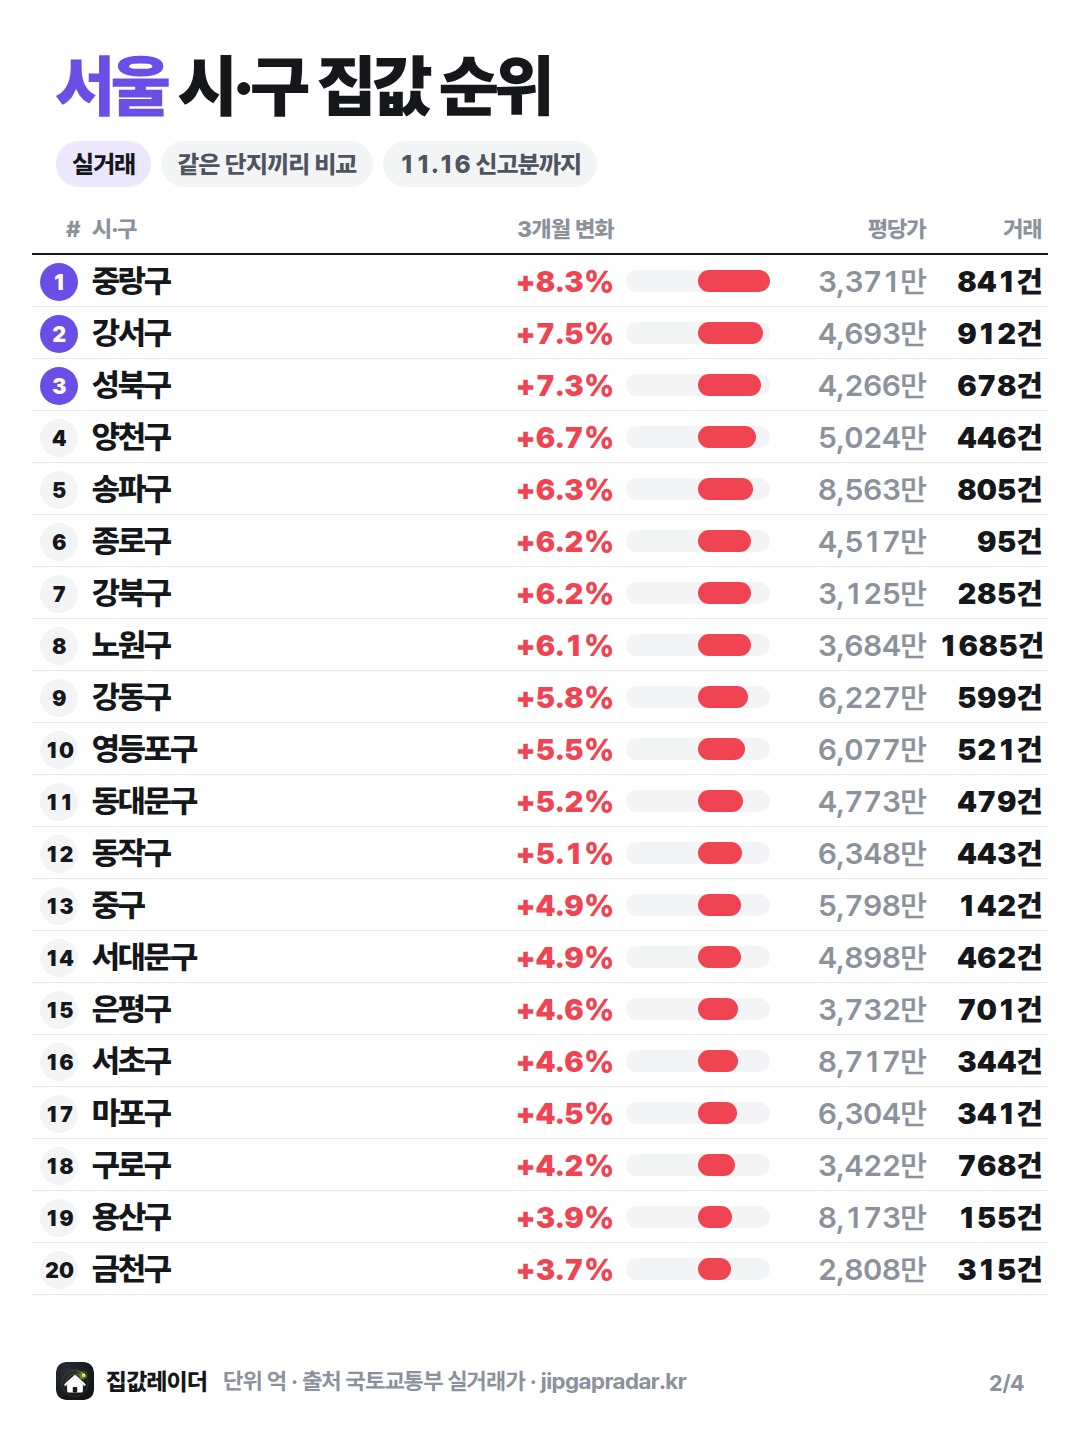 서울 시·구 집값 순위
실거래 같은 단지끼리 비교 11.16 신고분까지
# 시·구 3개월 변화 평당가 거래
1 중랑구 +8.3% 3,371만 841건
2 강서구 +7.5% 4,693만 912건
3 성북구 +7.3% 4,266만 678건
4 양천구 +6.7% 5,024만 446건
5 송파구 +6.3% 8,563만 805건
6 종로구 +6.2% 4,517만 95건
7 강북구 +6.2% 3,125만 285건
8 노원구 +6.1% 3,684만 1685건
9 강동구 +5.8% 6,227만 599건
10 영등포구 +5.5% 6,077만 521건
11 동대문구 +5.2% 4,773만 479건
12 동작구 +5.1% 6,348만 443건
13 중구 +4.9% 5,798만 142건
14 서대문구 +4.9% 4,898만 462건
15 은평구 +4.6% 3,732만 701건
16 서초구 +4.6% 8,717만 344건
17 마포구 +4.5% 6,304만 341건
18 구로구 +4.2% 3,422만 768건
19 용산구 +3.9% 8,173만 155건
20 금천구 +3.7% 2,808만 315건
집값레이더 단위 억 · 출처 국토교통부 실거래가 · jipgapradar.kr 2/4